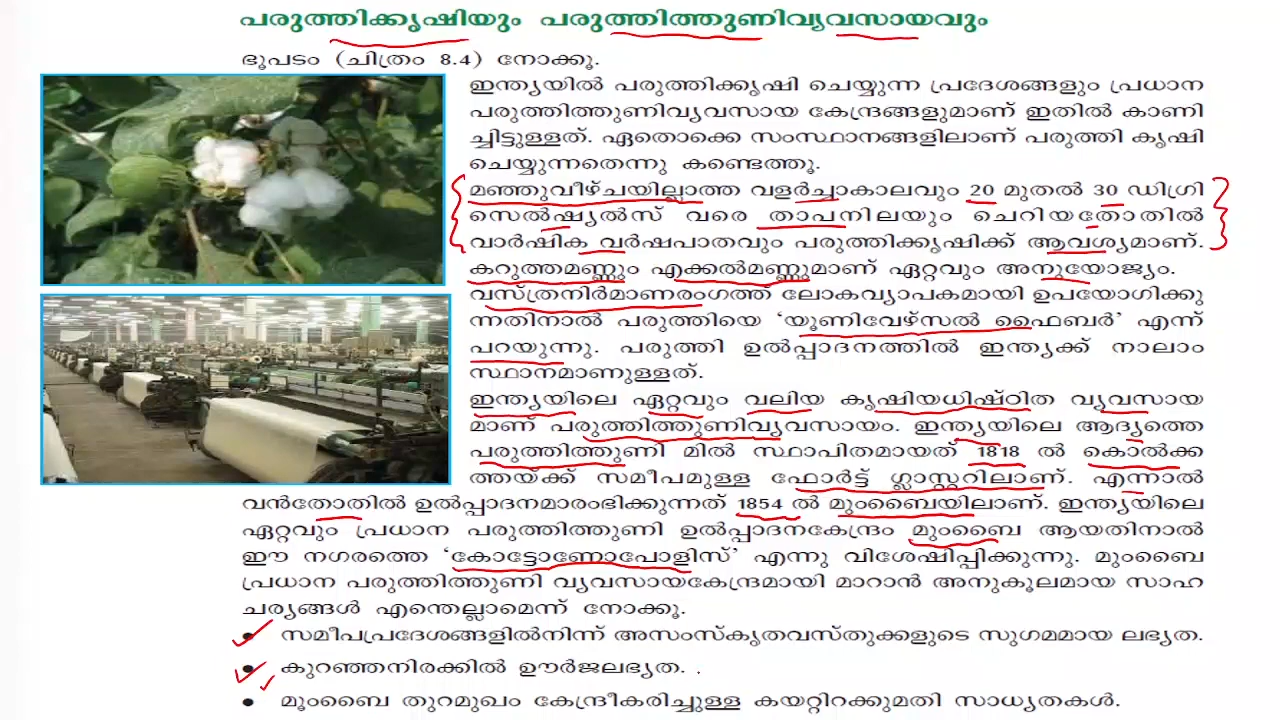 പരുത്തിക്കൃഷിയും പരുത്തിത്തുണിവ്യവസായവും
ഭൂപടം (ചിത്രം 8.4) നോക്കൂ.
ഇന്ത്യയിൽ പരുത്തിക്കൃഷി ചെയ്യുന്ന പ്രദേശങ്ങളും പ്രധാന
പരുത്തിത്തുണിവ്യവസായ കേന്ദ്രങ്ങളുമാണ് ഇതിൽ കാണി
ച്ചിട്ടുള്ളത്. ഏതൊക്കെ സംസ്ഥാനങ്ങളിലാണ് പരുത്തി കൃഷി
ചെയ്യുന്നതെന്നു കണ്ടെത്തൂ.
മഞ്ഞുവീഴ്ചയില്ലാത്ത വളർച്ചാകാലവും 20 മുതൽ 30 ഡിഗ്രി
സെൽഷ്യൽസ് വരെ താപനിലയും ചെറിയതോതിൽ
വാർഷിക വർഷപാതവും പരുത്തിക്കൃഷിക്ക് ആവശ്യമാണ്.
കറുത്തമണ്ണും എക്കൽമണ്ണുമാണ് ഏറ്റവും അനുയോജ്യം.
വസ്ത്രനിർമാണരംഗത്ത് ലോകവ്യാപകമായി ഉപയോഗിക്കു
ന്നതിനാൽ പരുത്തിയെ ‘യൂണിവേഴ്സൽ ഫൈബർ’ എന്ന്
പറയുന്നു. പരുത്തി ഉൽപ്പാദനത്തിൽ ഇന്ത്യക്ക് നാലാം
സ്ഥാനമാണുള്ളത്.
ഇന്ത്യയിലെ ഏറ്റവും വലിയ കൃഷിയധിഷ്ഠിത വ്യവസായ
മാണ് പരുത്തിത്തുണിവ്യവസായം. ഇന്ത്യയിലെ ആദ്യത്തെ
പരുത്തിത്തുണി മിൽ സ്ഥാപിതമായത് 1818 ൽ കൊൽക്ക
ത്തയ്ക്ക് സമീപമുള്ള ഫോർട്ട് ഗ്ലാസ്റ്ററിലാണ്. എന്നാൽ
വൻതോതിൽ ഉൽപ്പാദനമാരംഭിക്കുന്നത് 1854 ൽ മുംബൈയിലാണ്. ഇന്ത്യയിലെ
ഏറ്റവും പ്രധാന പരുത്തിത്തുണി ഉൽപ്പാദനകേന്ദ്രം മുംബൈ ആയതിനാൽ
ഈ നഗരത്തെ ‘കോട്ടോണോപോളിസ്’ എന്നു വിശേഷിപ്പിക്കുന്നു. മുംബൈ
പ്രധാന പരുത്തിത്തുണി വ്യവസായകേന്ദ്രമായി മാറാൻ അനുകൂലമായ സാഹ
ചര്യങ്ങൾ എന്തെല്ലാമെന്ന് നോക്കൂ.
• സമീപപ്രദേശങ്ങളിൽനിന്ന് അസംസ്കൃതവസ്തുക്കളുടെ സുഗമമായ ലഭ്യത.
• കുറഞ്ഞനിരക്കിൽ ഊർജലഭ്യത.
• മുംബൈ തുറമുഖം കേന്ദ്രീകരിച്ചുള്ള കയറ്റിറക്കുമതി സാധ്യതകൾ.